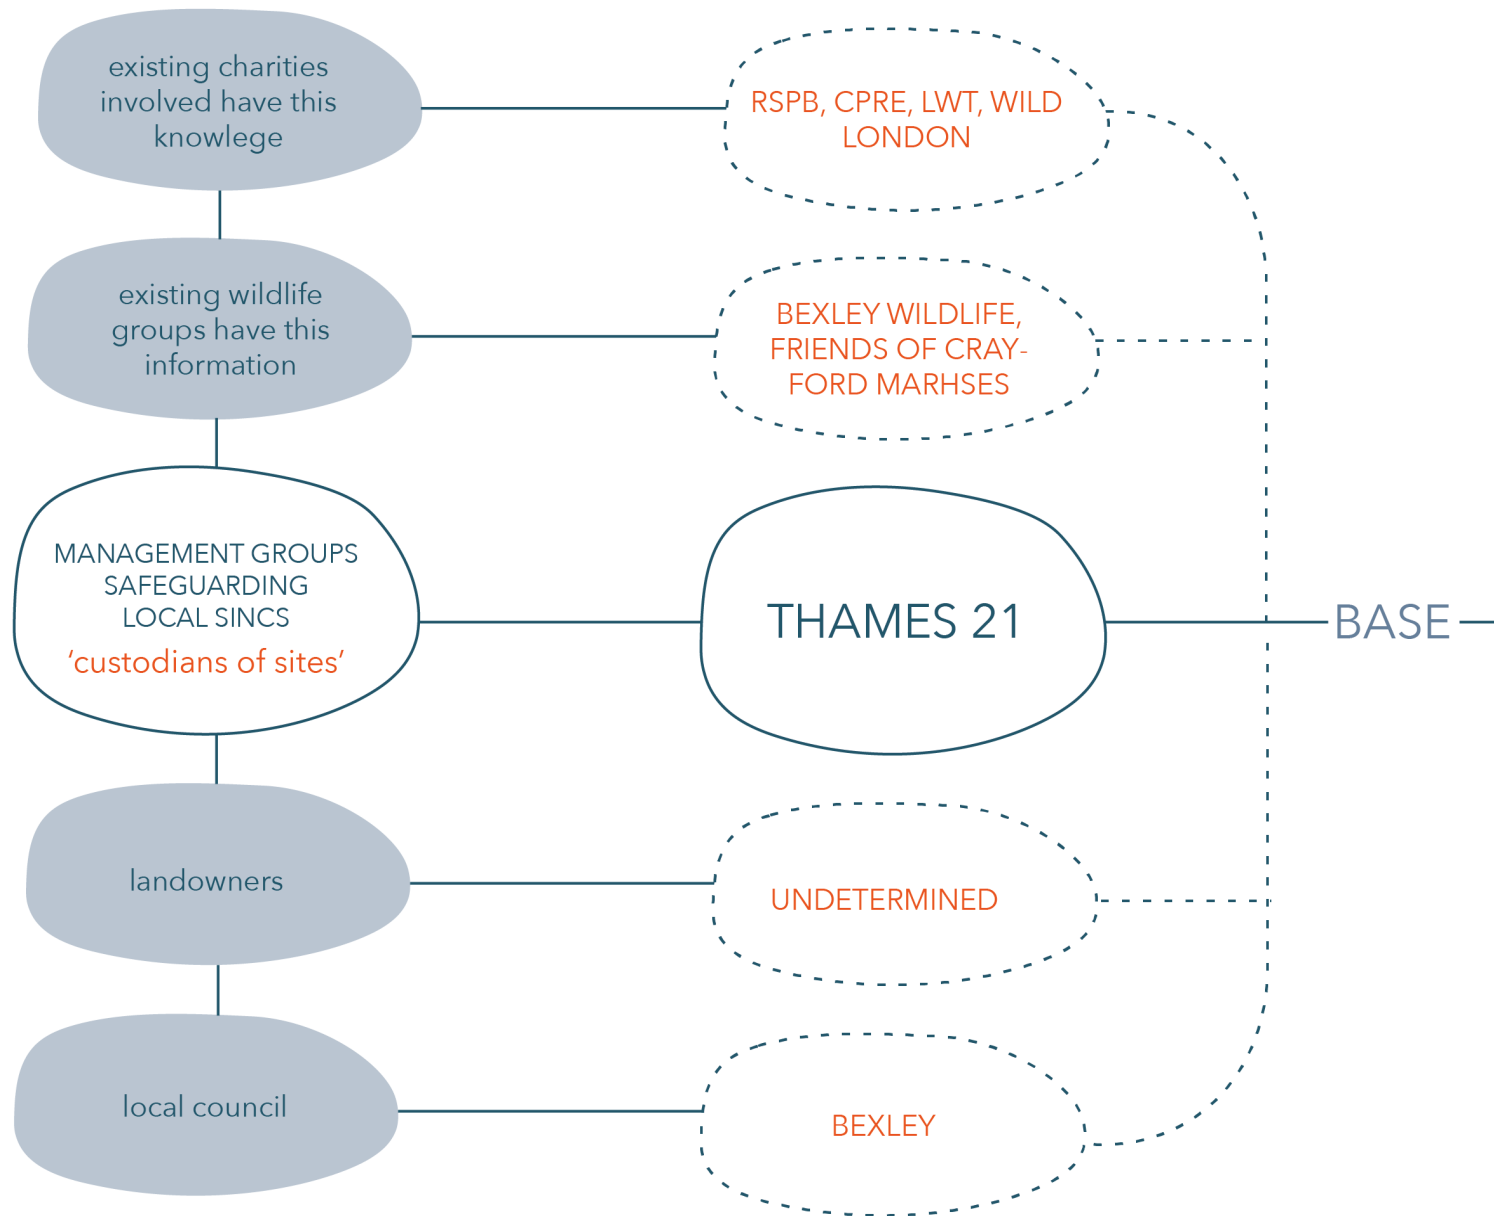 existing charities
involved have this
knowlege
RSPB, CPRE, LWT, WILD
LONDON
existing wildlife
groups have this
information
BEXLEY WILDLIFE,
FRIENDS OF CRAY-
FORD MARHSES
MANAGEMENT GROUPS
SAFEGUARDING
LOCAL SINCS
‘custodians of sites’
THAMES 21
BASE
landowners
UNDETERMINED
local council
BEXLEY